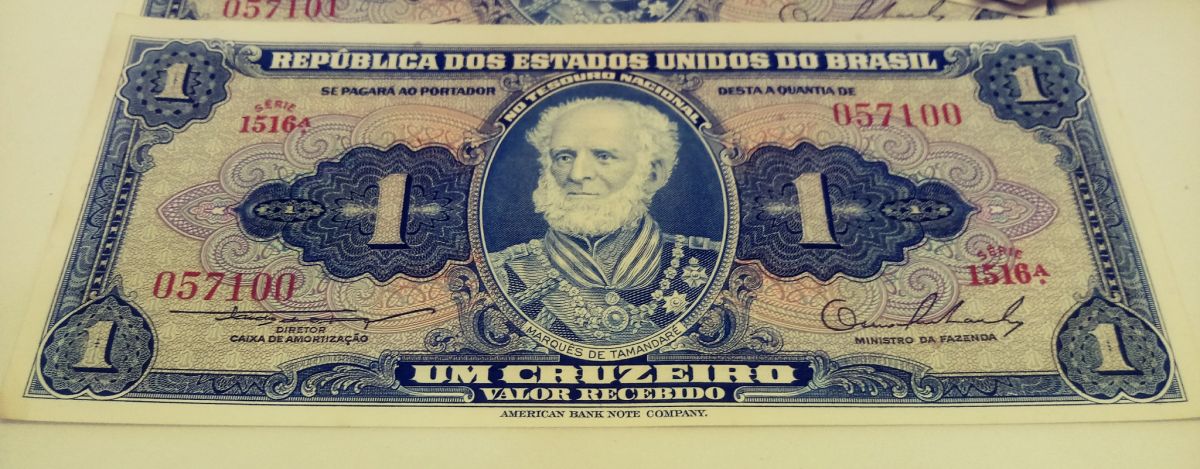 057101
1
REPÚBLICA DOS ESTADOS UNIDOS DO BRASIL
1
SE PAGARÁ AO PORTADOR
NO TESOURO NACIONAL
DESTA A QUANTIA DE
SÉRIE
1516ª
057100
1
1
1
1
057100
SÉRIE
1516ª
DIRETOR
CAIXA DE AMORTIZAÇÃO
MINISTRO DA FAZENDA
MARQUÊS DE TAMANDARÉ
1
1
UM CRUZEIRO
VALOR RECEBIDO
AMERICAN BANK NOTE COMPANY.